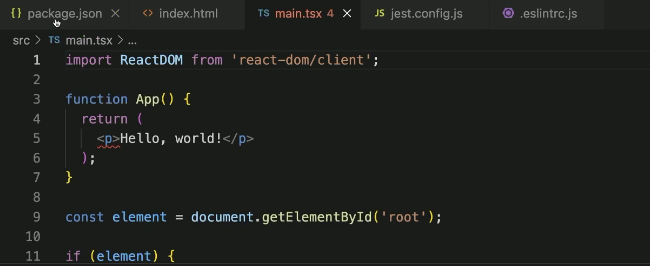 {} package.json × <> index.html TS main.tsx 4 × JS jest.config.js .eslintrc.js
src > TS main.tsx > ...
1 import ReactDOM from 'react-dom/client';
2
3 function App() {
4 return (
5 <p>Hello, world!</p>
6 );
7 }
8
9 const element = document.getElementById('root');
10
11 if (element) {